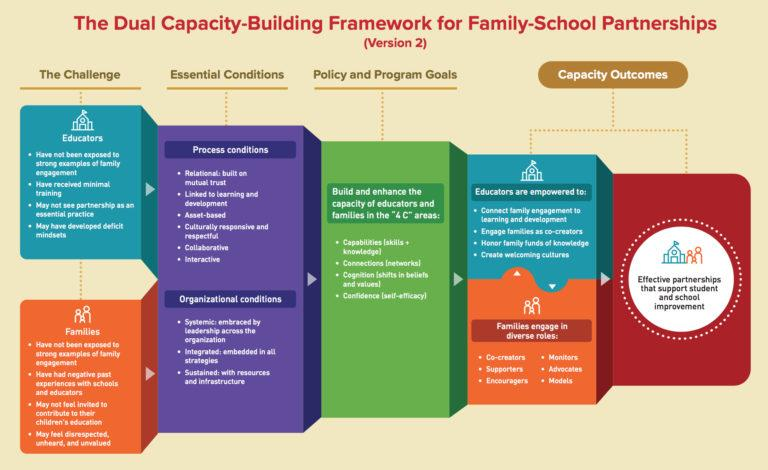 The Dual Capacity-Building Framework for Family-School Partnerships
(Version 2)
The Challenge
Essential Conditions
Policy and Program Goals
Capacity Outcomes
Educators
• Have not been exposed to
strong examples of family
engagement
• Have received minimal
training
• May not see partnership as an
essential practice
• May have developed deficit
mindsets
Families
• Have not been exposed to
strong examples of family
engagement
• Have had negative past
experiences with schools
and educators
• May not feel invited to
contribute to their
children's education
• May feel disrespected,
unheard, and unvalued
Process conditions
• Relational: built on
mutual trust
• Linked to learning and
development
• Asset-based
• Culturally responsive and
respectful
• Collaborative
• Interactive
Organizational conditions
• Systemic: embraced by
leadership across the
organization
• Integrated: embedded in all
strategies
• Sustained: with resources
and infrastructure
Build and enhance the
capacity of educators and
families in the "4 C" areas:
• Capabilities (skills +
knowledge)
• Connections (networks)
• Cognition (shifts in beliefs
and values)
• Confidence (self-efficacy)
Educators are empowered to:
• Connect family engagement to
learning and development
• Engage families as co-creators
• Honor family funds of knowledge
• Create welcoming cultures
Families engage in
diverse roles:
• Co-creators
• Supporters
• Encouragers
• Monitors
• Advocates
• Models
Effective partnerships
that support student
and school
improvement